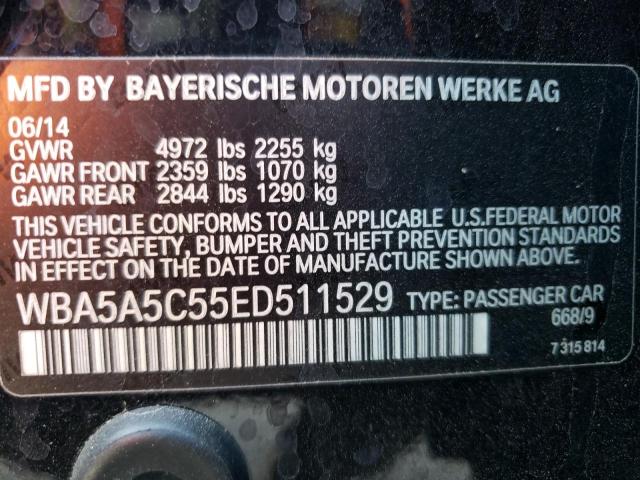 MFD BY BAYERISCHE MOTOREN WERKE AG
06/14
GVWR 4972 lbs 2255 kg
GAWR FRONT 2359 lbs 1070 kg
GAWR REAR 2844 lbs 1290 kg
THIS VEHICLE CONFORMS TO ALL APPLICABLE U.S.FEDERAL MOTOR
VEHICLE SAFETY, BUMPER AND THEFT PREVENTION STANDARDS
IN EFFECT ON THE DATE OF MANUFACTURE SHOWN ABOVE.
WBA5A5C55ED511529 TYPE: PASSENGER CAR
668/9
7 315 814